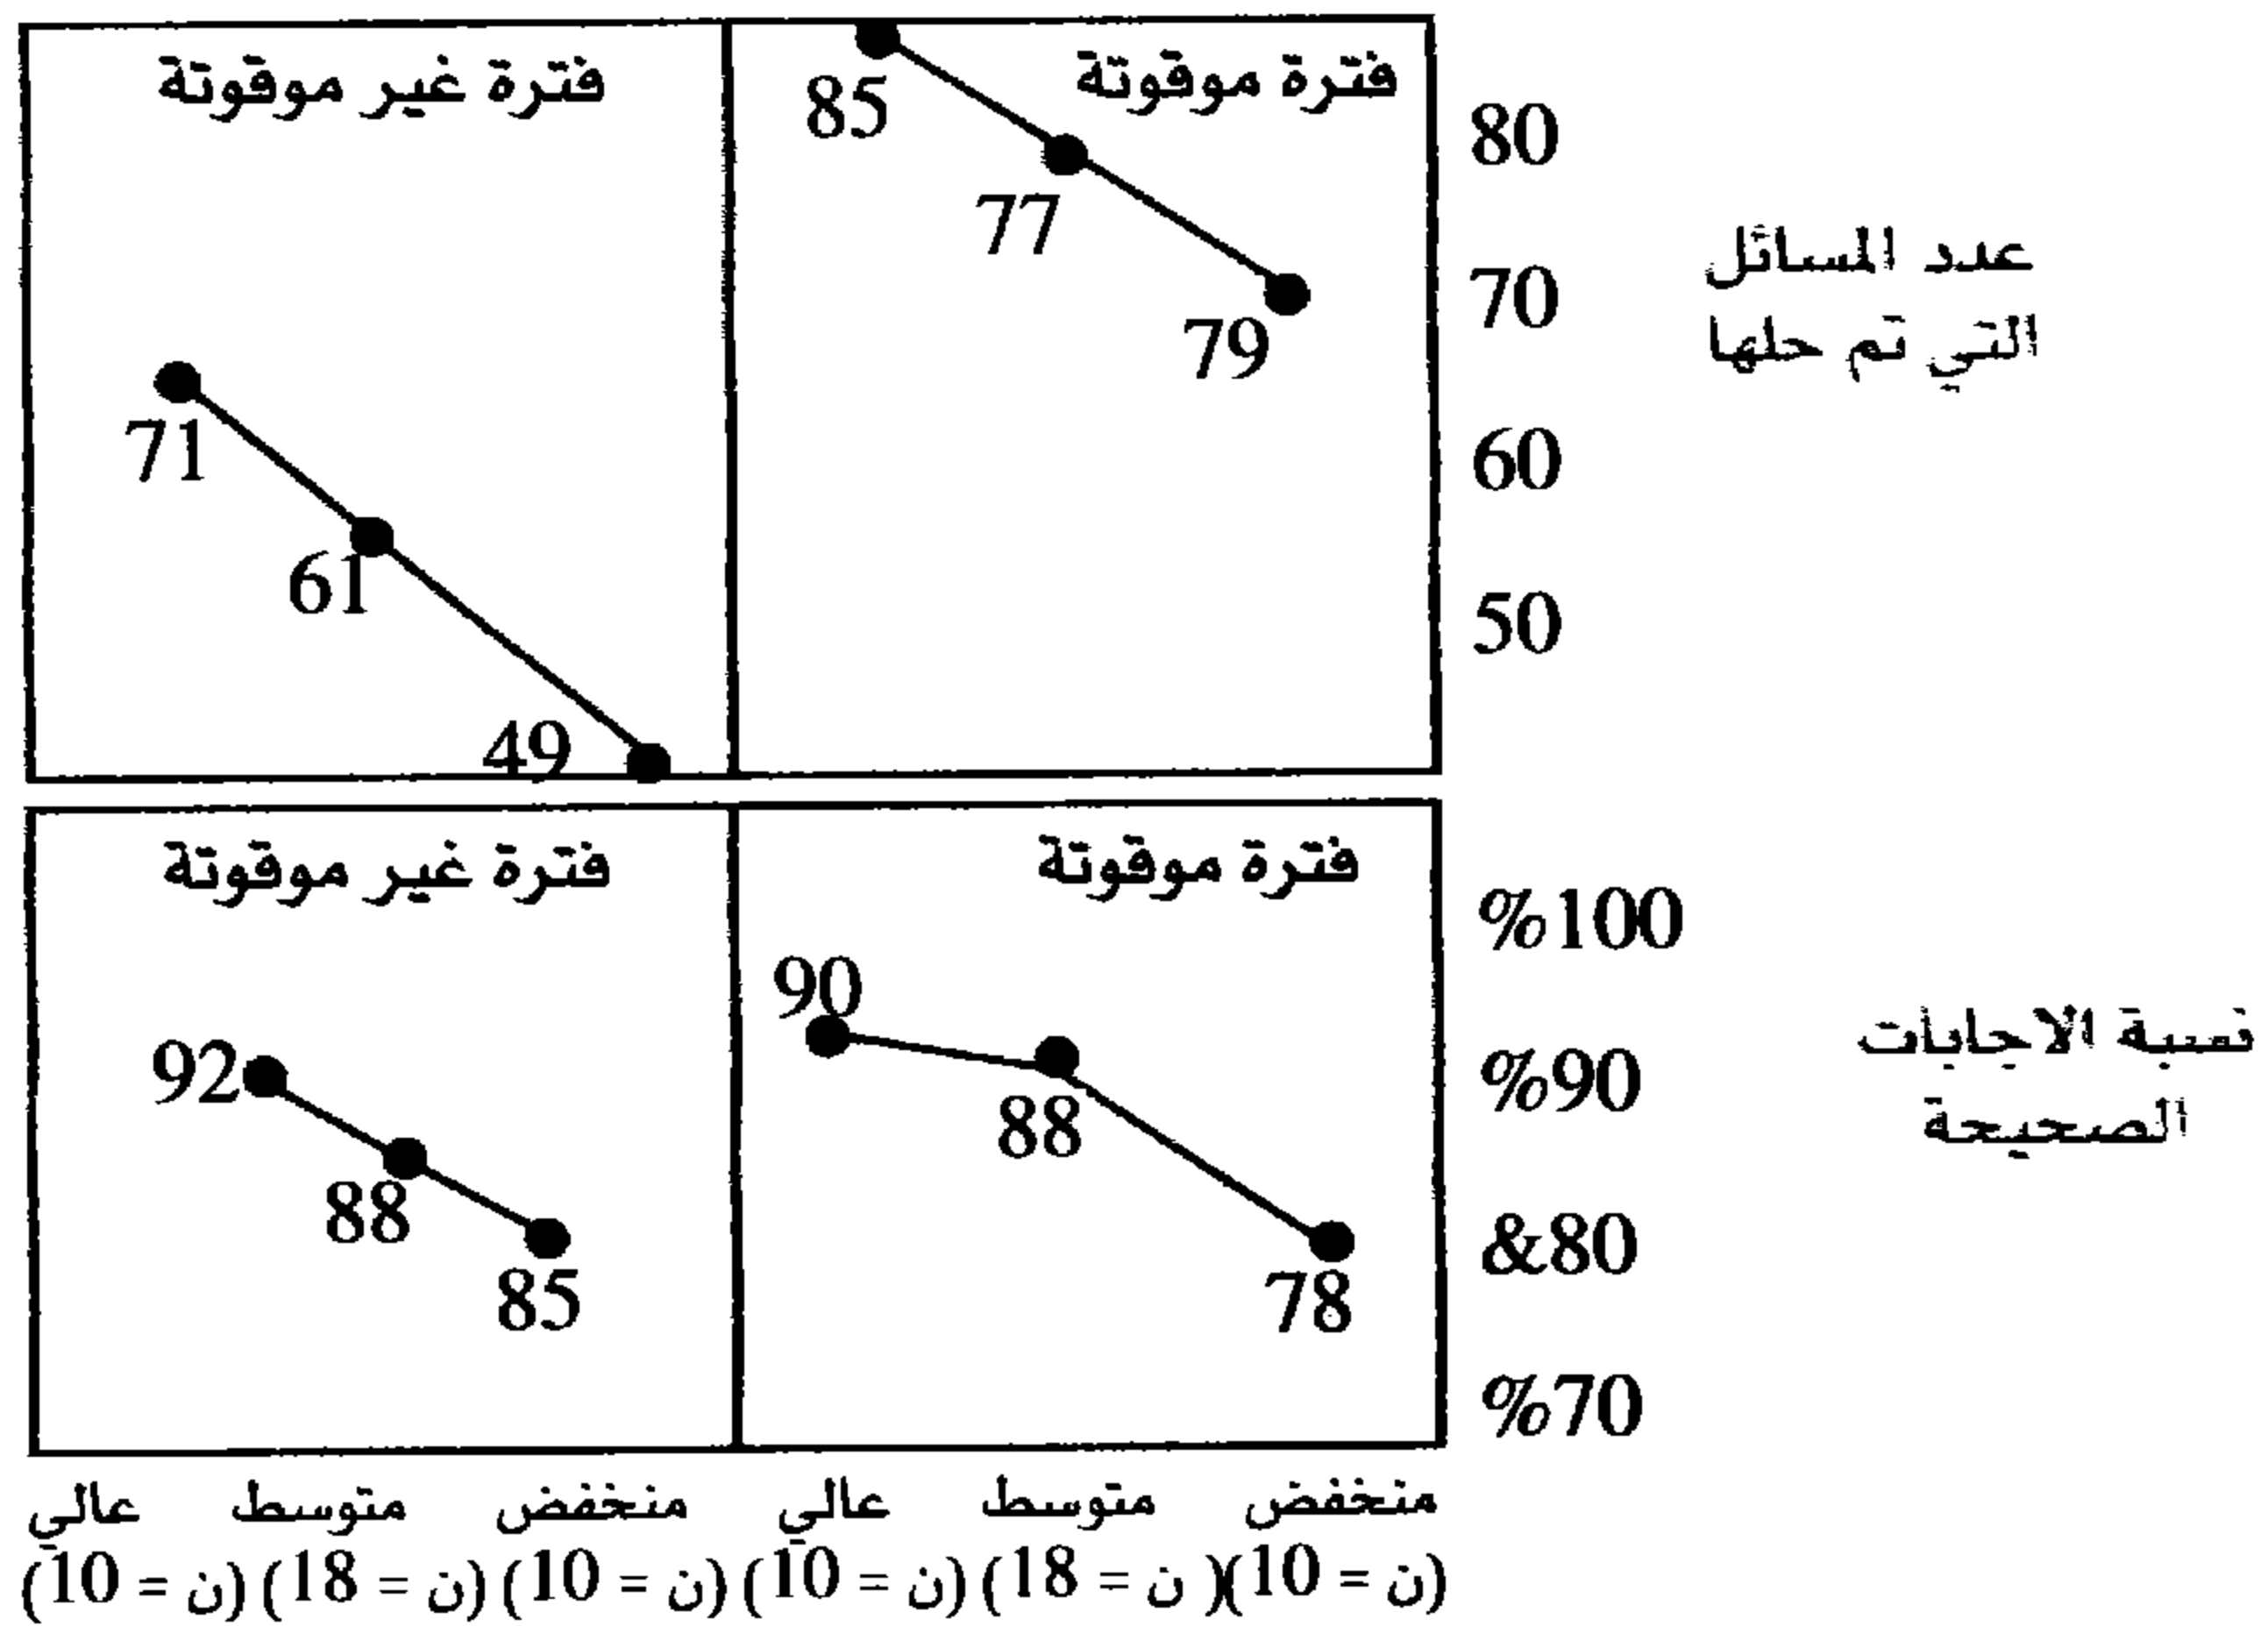 فترة موقوتة
فترة غير موقوتة
80
85
77
عدد المسائل
70
79
التي تم حلها
71
60
61
50
49
فترة موقوتة
فترة غير موقوتة
%100
90
نسبة الاجابات
92
%90
88
الصحيحة
88
&80
85
78
%70
منخفض متوسط عالي منخفض متوسط عالي
(ن = 10)( ن = 18) (ن = 10) (ن = 10) (ن = 18) (ن = 10)